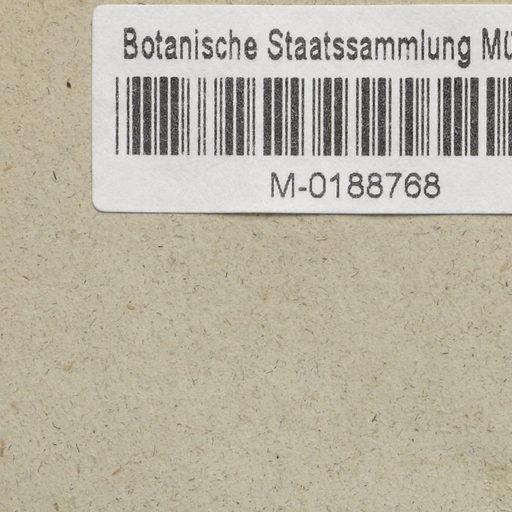 Botanische Staatssammlung Mü
M-0188768